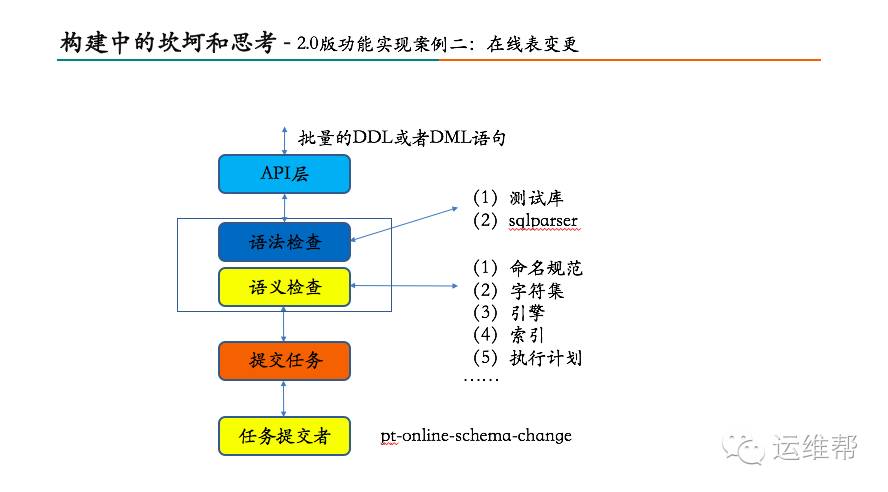 构建中的坎坷和思考 - 2.0版功能实现案例二：在线表变更
批量的DDL或者DML语句
API层
语法检查
（1）测试库
（2）sqlparser
语义检查
（1）命名规范
（2）字符集
（3）引擎
（4）索引
（5）执行计划
……
提交任务
任务提交者
pt-online-schema-change
运维帮